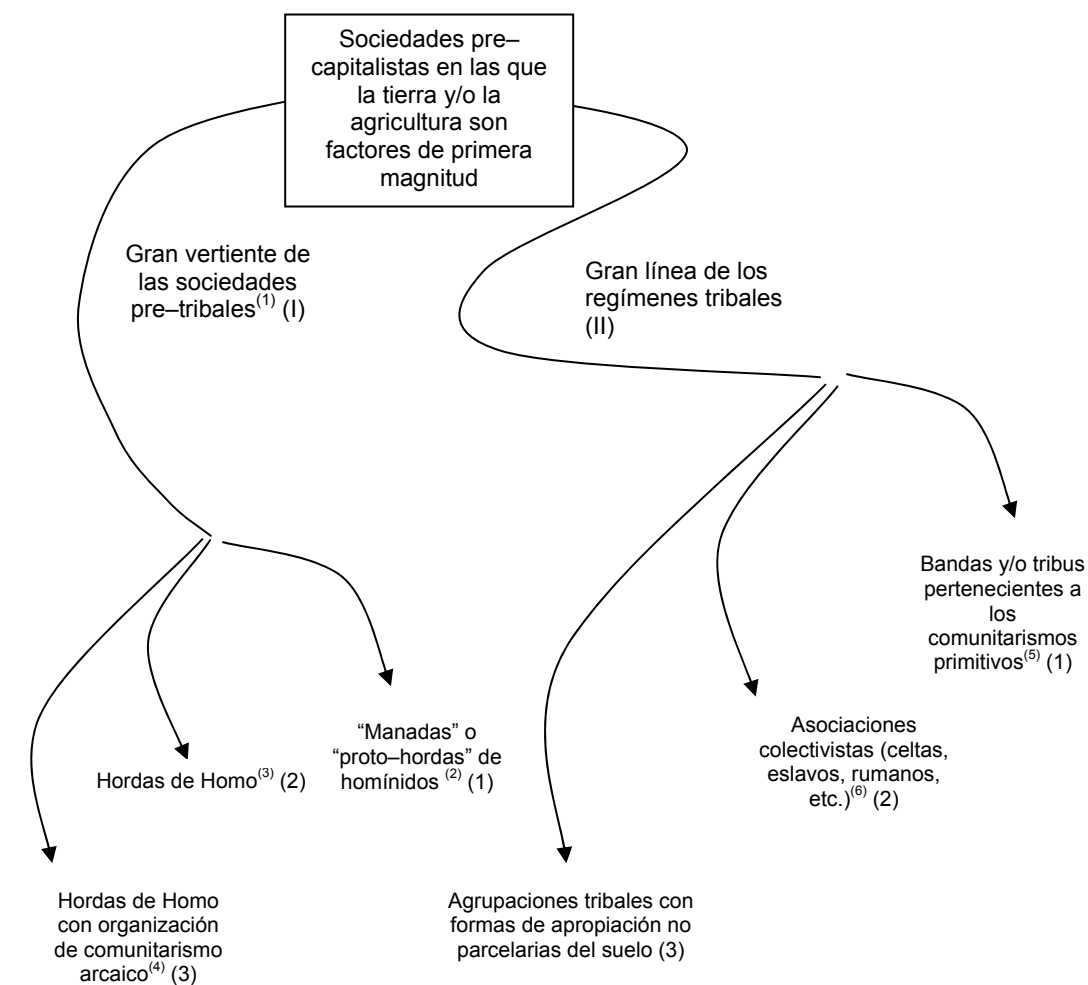 Sociedades pre–
capitalistas en las que
la tierra y/o la
agricultura son
factores de primera
magnitud
Gran vertiente de
las sociedades
pre–tribales(1) (I)
Gran línea de los
regímenes tribales
(II)
Bandas y/o tribus
pertenecientes a
los
comunitarismos
primitivos(5) (1)
Asociaciones
colectivistas (celtas,
eslavos, rumanos,
etc.)(6) (2)
“Manadas” o
“proto–hordas” de
homínidos (2) (1)
Hordas de Homo(3) (2)
Hordas de Homo
con organización
de comunitarismo
arcaico(4) (3)
Agrupaciones tribales con
formas de apropiación no
parcelarias del suelo (3)